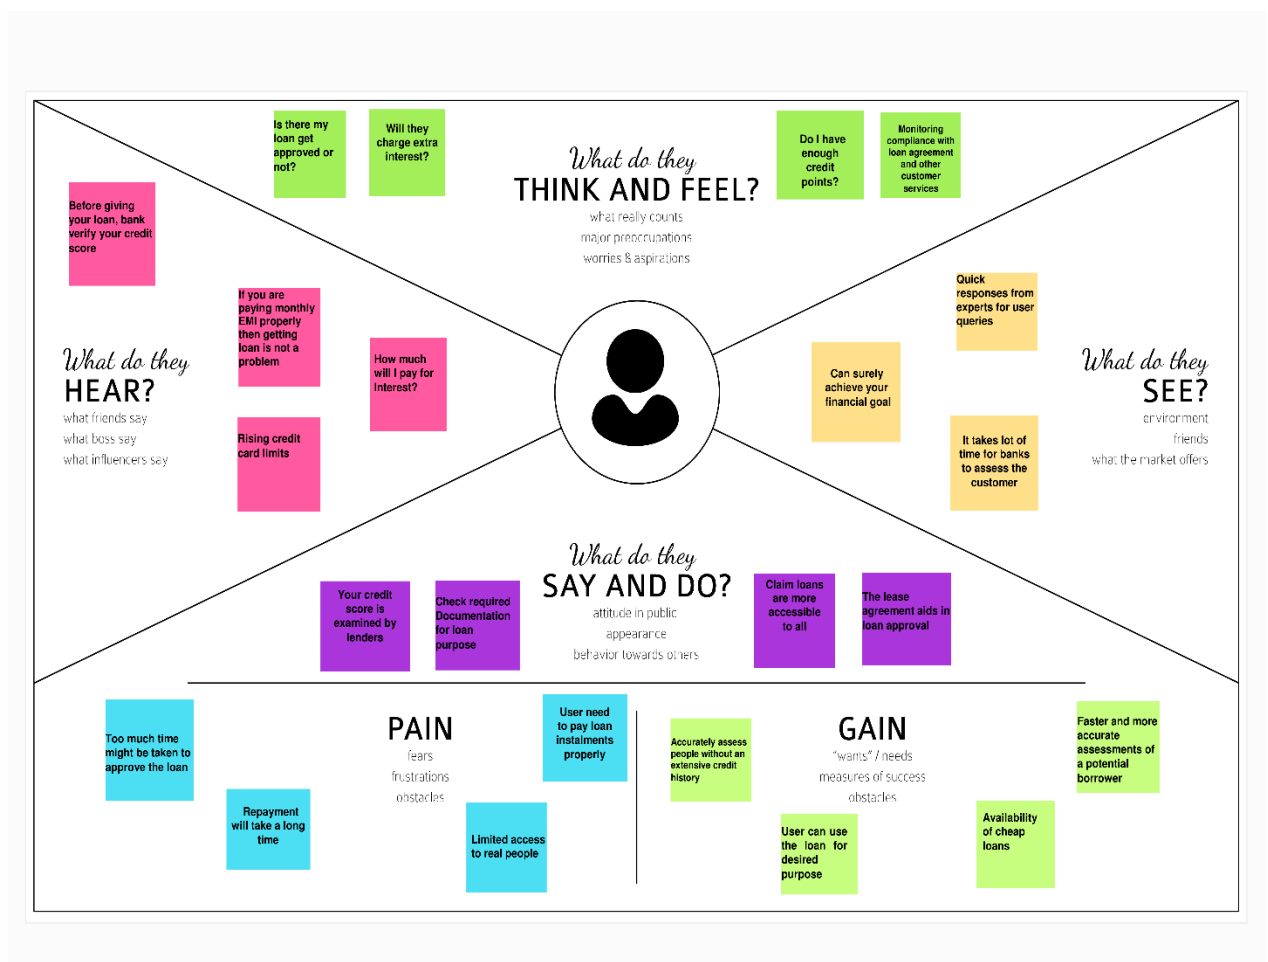 Is there my
loan get
approved or
not?
Will they
charge extra
interest?
What do they
THINK AND FEEL?
what really counts
major preoccupations
worries & aspirations
Do I have
enough
credit
points?
Monitoring
compliance with
loan agreement
and other
customer
services
Before giving
your loan, bank
verify your credit
score
If you are
paying monthly
EMI properly
then getting
loan is not a
problem
How much
will I pay for
Interest?
What do they
HEAR?
what friends say
what boss say
what influencers say
Rising credit
card limits
Quick
responses from
experts for user
queries
Can surely
achieve your
financial goal
What do they
SEE?
environment
friends
what the market offers
It takes lot of
time for banks
to assess the
customer
What do they
SAY AND DO?
attitude in public
appearance
behavior towards others
Your credit
score is
examined by
lenders
Check required
Documentation
for loan
purpose
Claim loans
are more
accessible
to all
The lease
agreement aids in
loan approval
Too much time
might be taken to
approve the loan
Repayment
will take a long
time
PAIN
fears
frustrations
obstacles
User need
to pay loan
instalments
properly
Limited access
to real people
Accurately assess
people without an
extensive credit
history
GAIN
"wants" / needs
measures of success
obstacles
User can use
the loan for
desired
purpose
Availability
of cheap
loans
Faster and more
accurate
assessments of
a potential
borrower